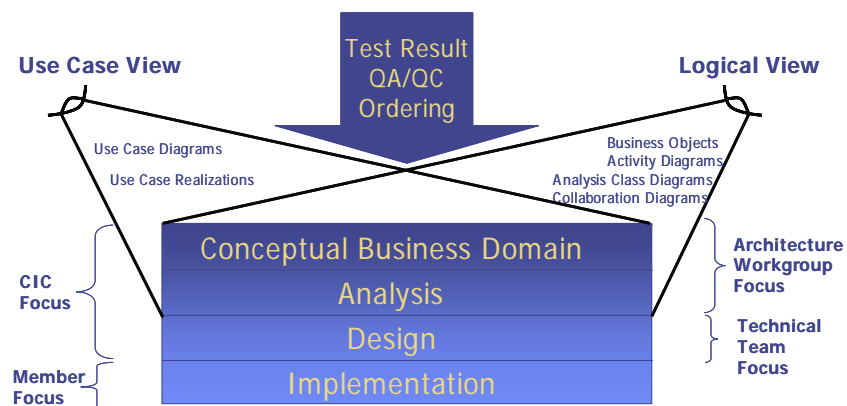 Test Result
QA/QC
Ordering
Use Case View
Logical View
Use Case Diagrams
Use Case Realizations
Business Objects
Activity Diagrams
Analysis Class Diagrams
Collaboration Diagrams
Conceptual Business Domain
Analysis
Design
Implementation
CIC
Focus
Member
Focus
Architecture
Workgroup
Focus
Technical
Team
Focus